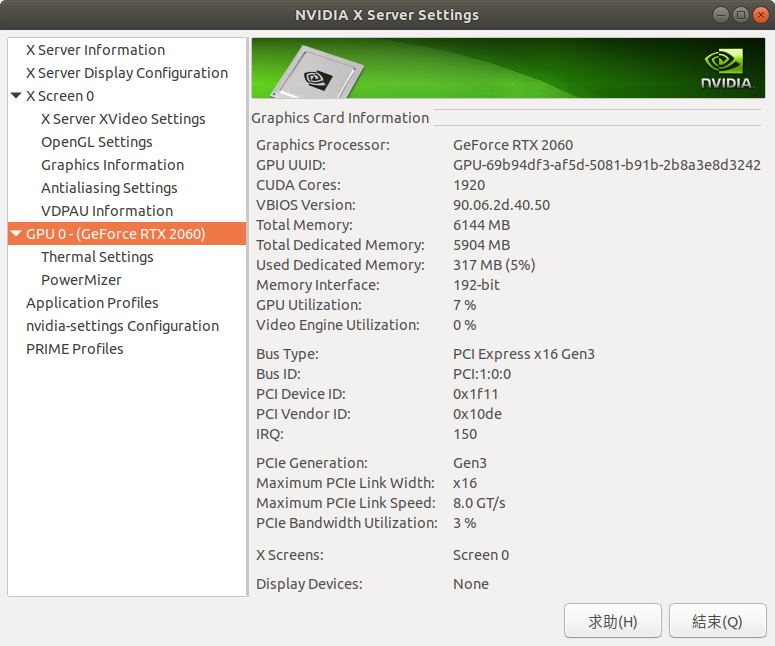 NVIDIA X Server Settings
X Server Information
X Server Display Configuration
X Screen 0
X Server XVideo Settings
OpenGL Settings
Graphics Information
Antialiasing Settings
VDPAU Information
GPU 0 - (GeForce RTX 2060)
Thermal Settings
PowerMizer
Application Profiles
nvidia-settings Configuration
PRIME Profiles
NVIDIA.
Graphics Card Information
Graphics Processor: GeForce RTX 2060
GPU UUID: GPU-69b94df3-af5d-5081-b91b-2b8a3e8d3242
CUDA Cores: 1920
VBIOS Version: 90.06.2d.40.50
Total Memory: 6144 MB
Total Dedicated Memory: 5904 MB
Used Dedicated Memory: 317 MB (5%)
Memory Interface: 192-bit
GPU Utilization: 7 %
Video Engine Utilization: 0 %
Bus Type: PCI Express x16 Gen3
Bus ID: PCI:1:0:0
PCI Device ID: 0x1f11
PCI Vendor ID: 0x10de
IRQ: 150
PCIe Generation: Gen3
Maximum PCIe Link Width: x16
Maximum PCIe Link Speed: 8.0 GT/s
PCIe Bandwidth Utilization: 3 %
X Screens: Screen 0
Display Devices: None
求助(H) 結束(Q)